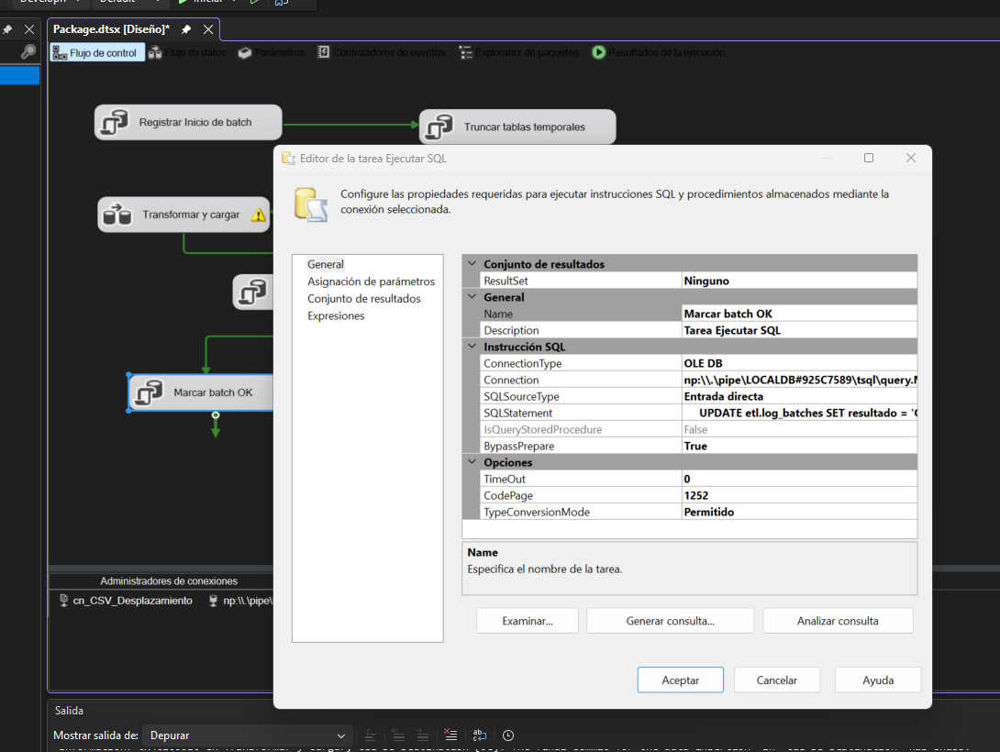 Package.dtsx [Diseño]*
Flujo de control
Flujo de datos
Parámetros
Controladores de eventos
Explorador de paquetes
Resultados de la ejecución
Registrar Inicio de batch
Truncar tablas temporales
Editor de la tarea Ejecutar SQL
Configure las propiedades requeridas para ejecutar instrucciones SQL y procedimientos almacenados mediante la
conexión seleccionada.
Transformar y cargar
Marcar batch OK
General
Asignación de parámetros
Conjunto de resultados
Expresiones
Conjunto de resultados
ResultSet Ninguno
General
Name Marcar batch OK
Description Tarea Ejecutar SQL
Instrucción SQL
ConnectionType OLE DB
Connection np:\\.\pipe\LOCALDB#925C7589\tsql\query.
SQLSourceType Entrada directa
SQLStatement UPDATE etl.log_batches SET resultado = '
IsQueryStoredProcedure False
BypassPrepare True
Opciones
TimeOut 0
CodePage 1252
TypeConversionMode Permitido
Name
Especifica el nombre de la tarea.
Examinar...
Generar consulta...
Analizar consulta
Aceptar
Cancelar
Ayuda
Administradores de conexiones
cn_CSV_Desplazamiento
np:\\.\pipe\
Salida
Mostrar salida de: Depurar